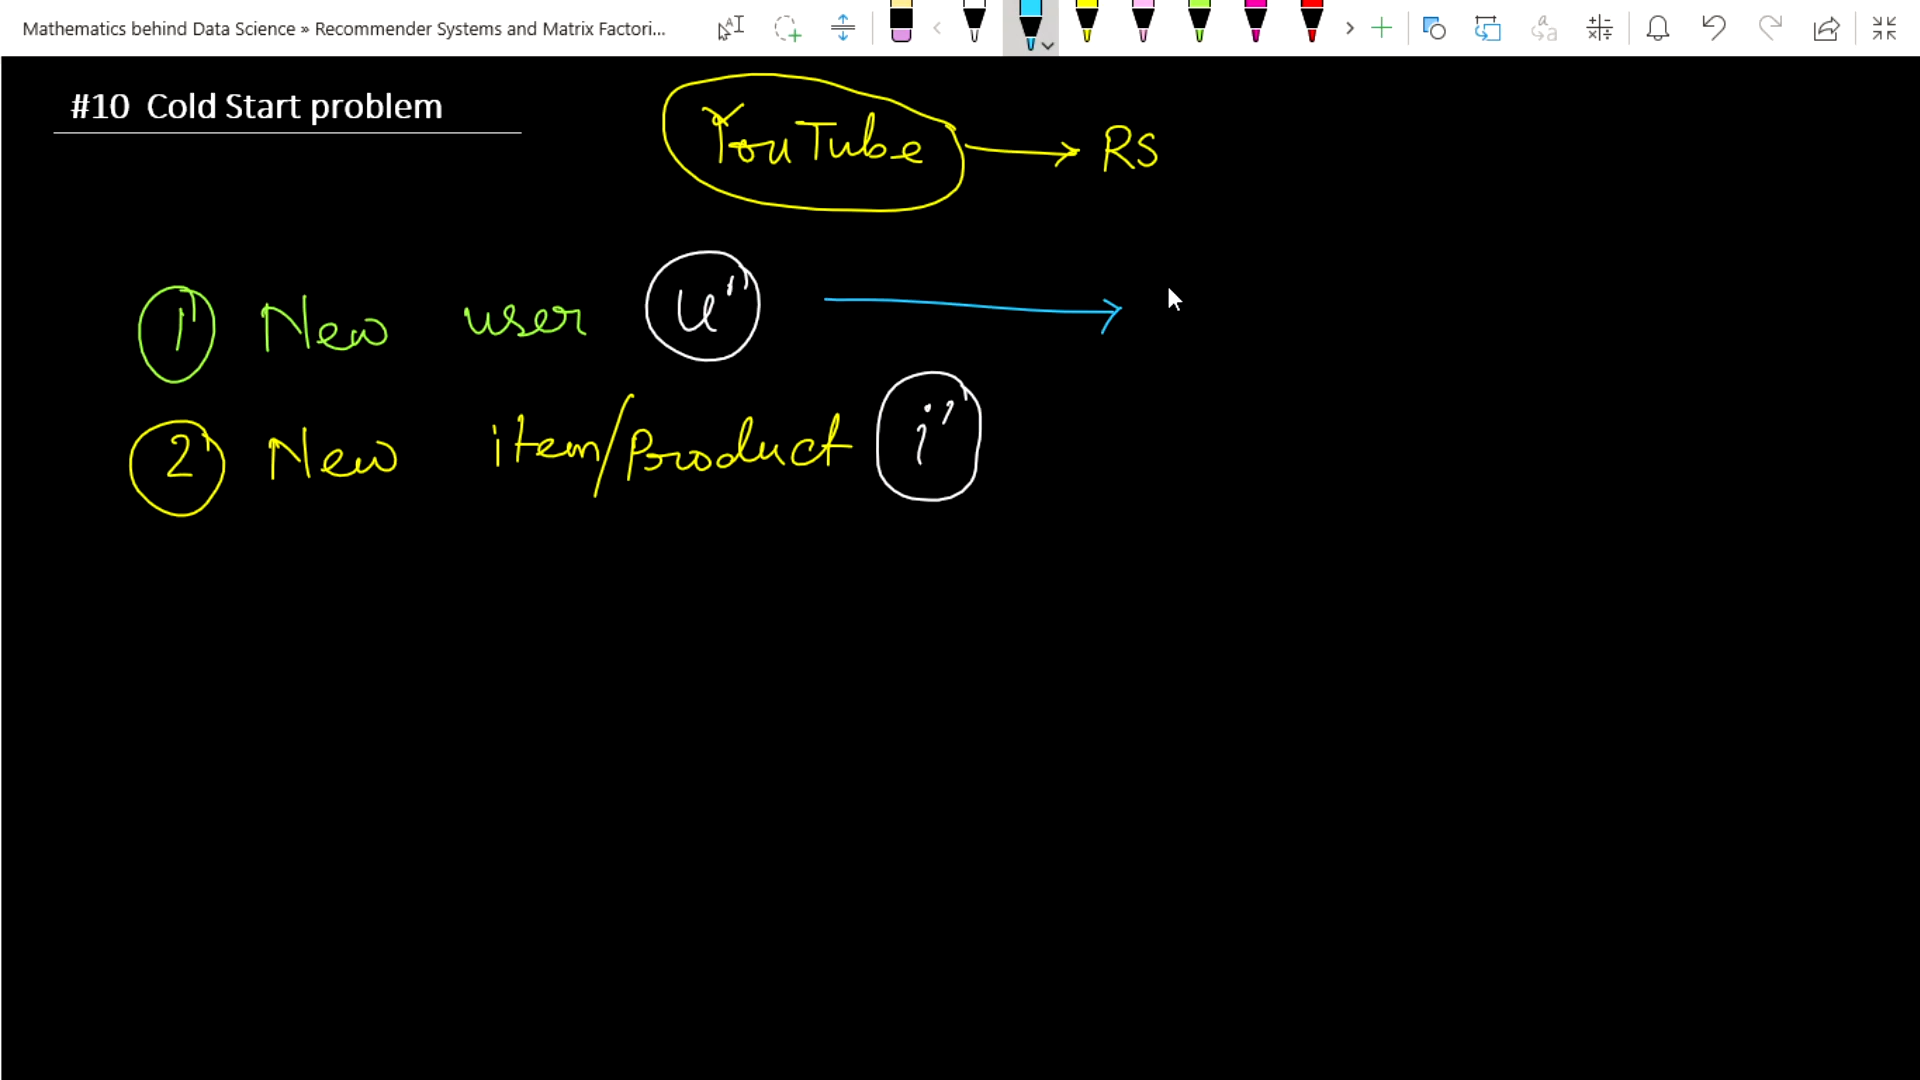 Mathematics behind Data Science » Recommender Systems and Matrix Factori...
#10 Cold Start problem
YouTube → RS
1 New user u" →
2 New item/product i'